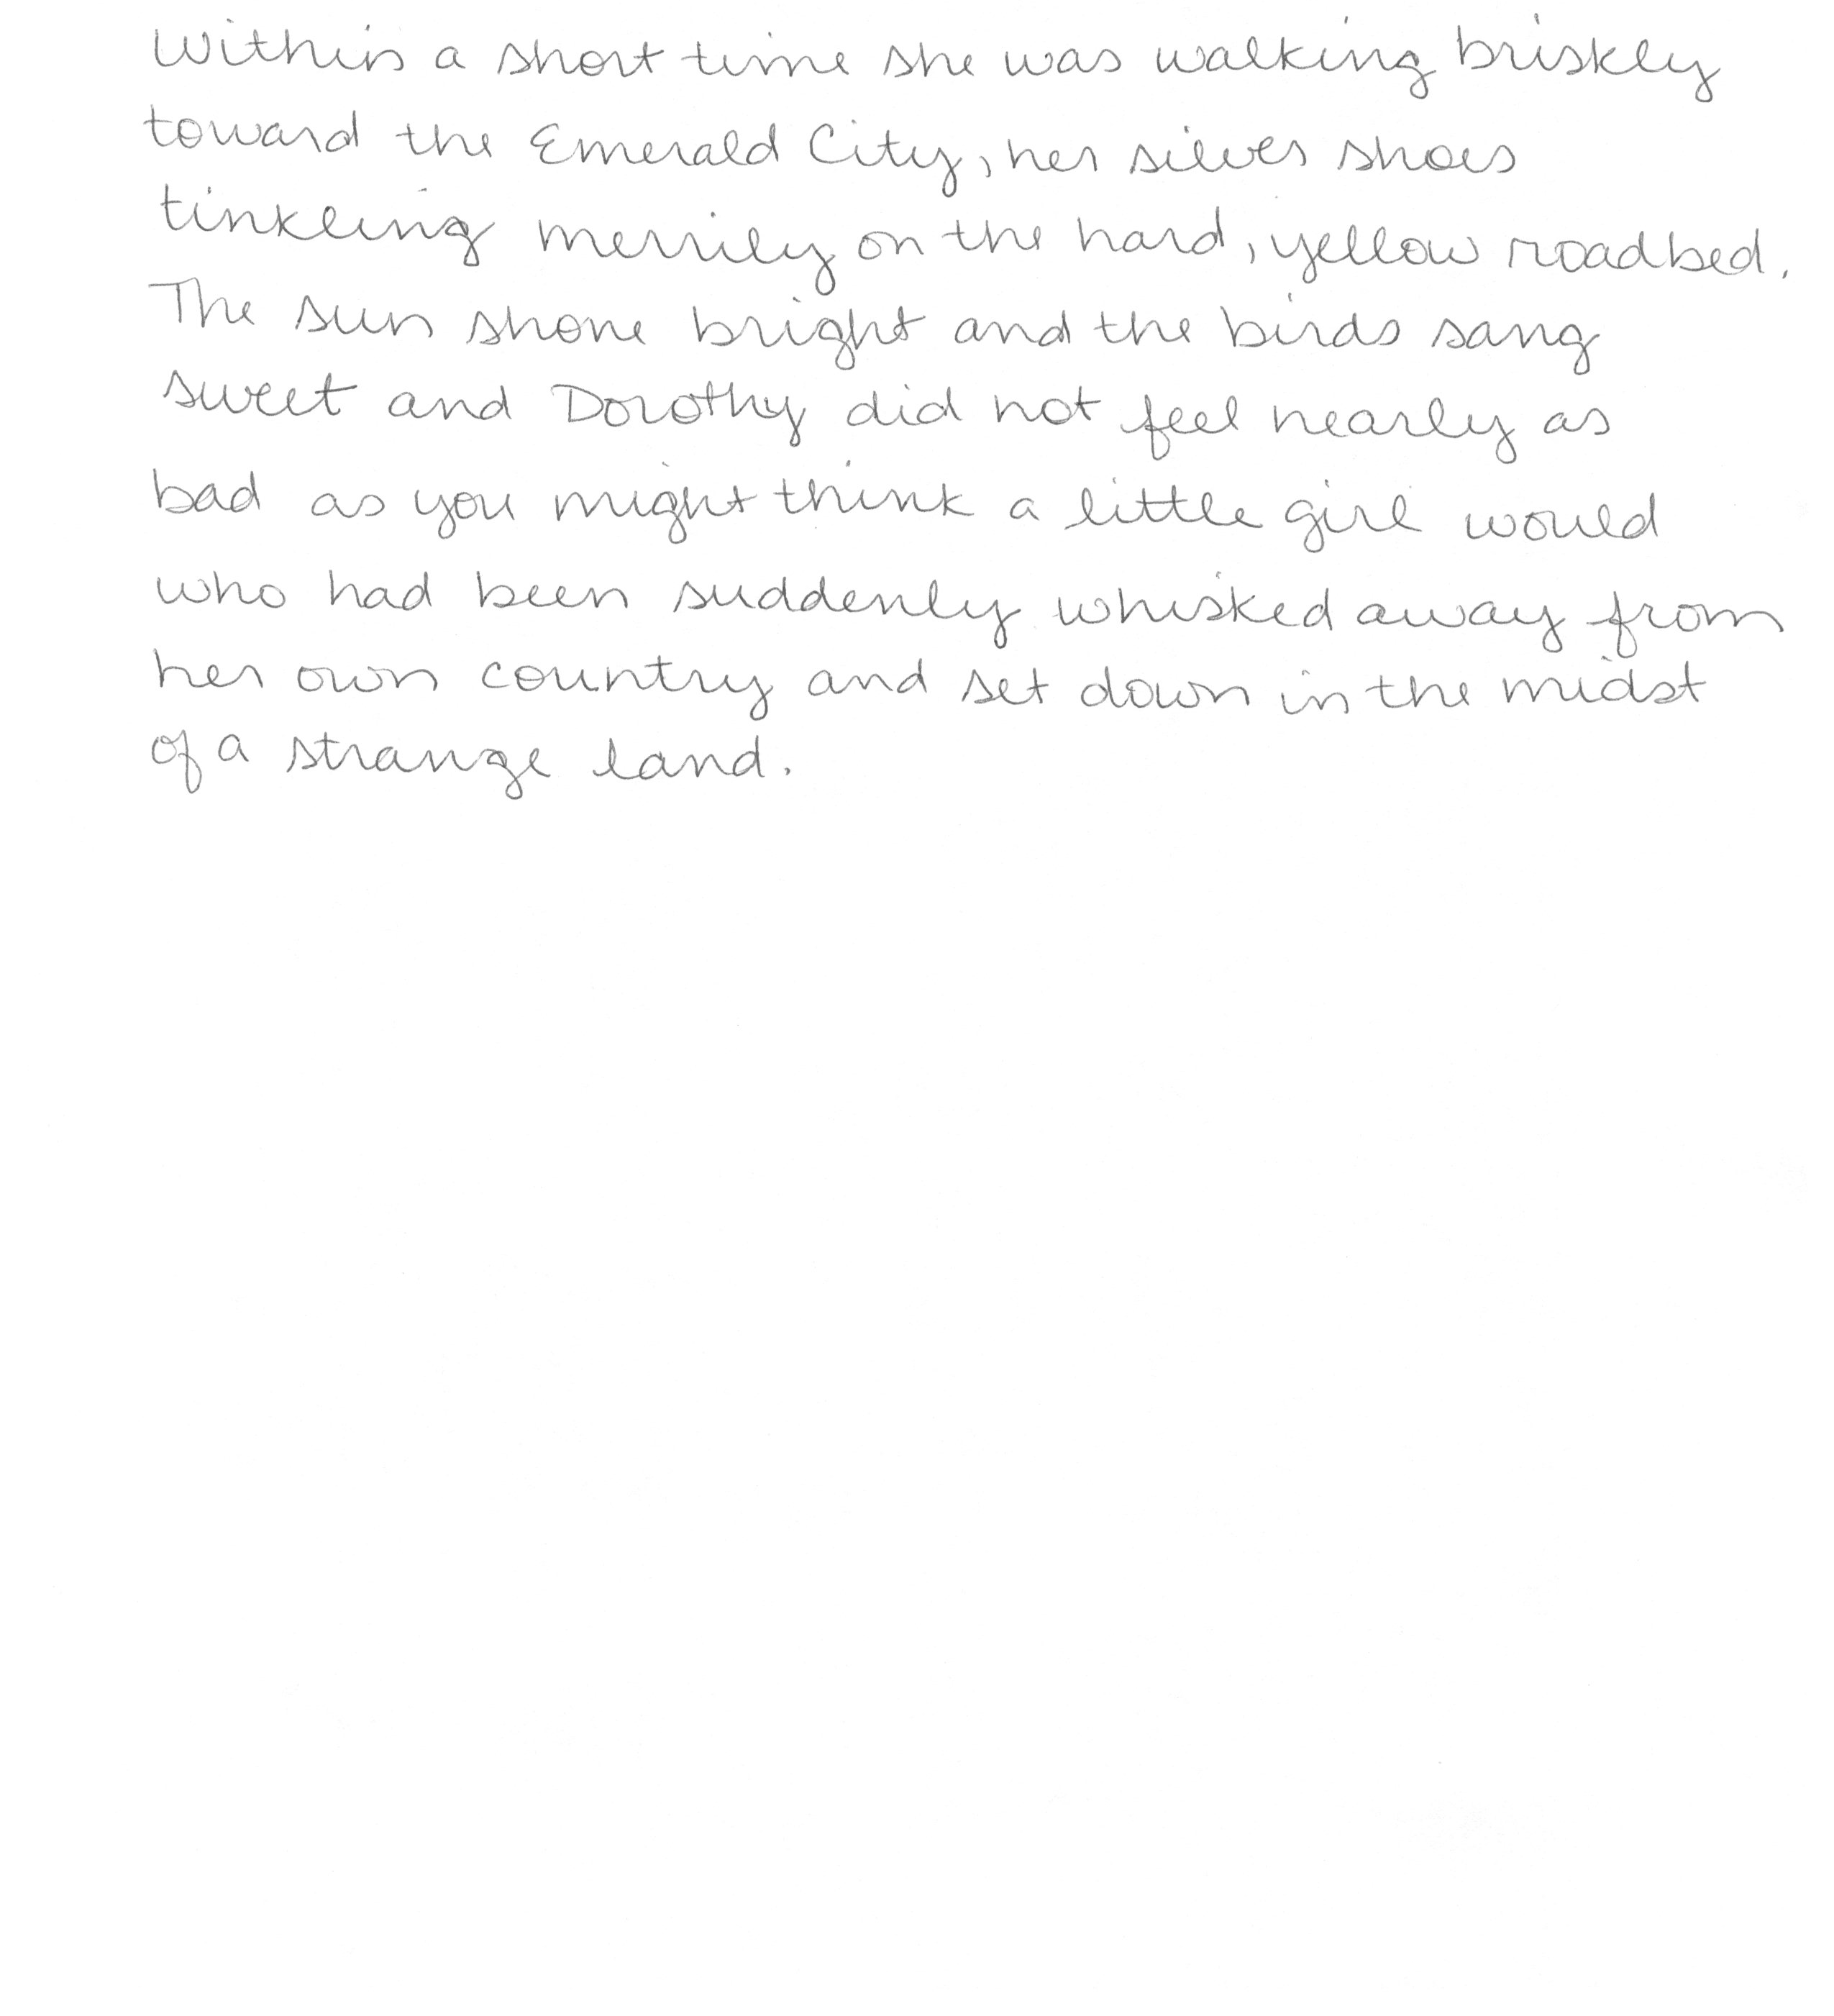 Within a short time she was walking briskly
toward the Emerald City, her silver shoes
tinkling merrily on the hard, yellow roadbed.
The sun shone bright and the birds sang
sweet and Dorothy did not feel nearly as
bad as you might think a little girl would
who had been suddenly whisked away from
her own country and set down in the midst
of a strange land.